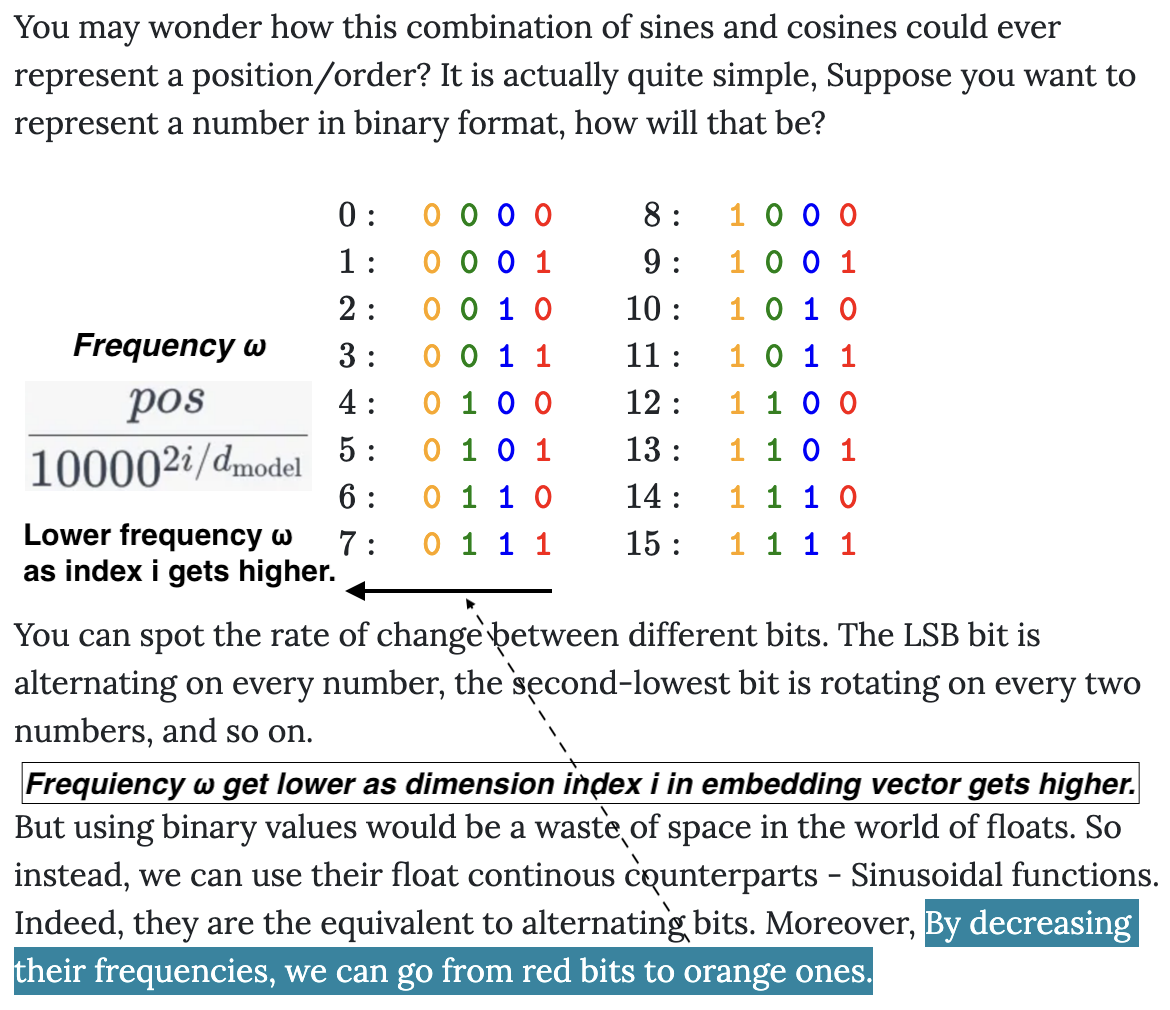 You may wonder how this combination of sines and cosines could ever
represent a position/order? It is actually quite simple, Suppose you want to
represent a number in binary format, how will that be?
0 : 0 0 0 0 8 : 1 0 0 0
1 : 0 0 0 1 9 : 1 0 0 1
2 : 0 0 1 0 10 : 1 0 1 0
3 : 0 0 1 1 11 : 1 0 1 1
4 : 0 1 0 0 12 : 1 1 0 0
5 : 0 1 0 1 13 : 1 1 0 1
6 : 0 1 1 0 14 : 1 1 1 0
7 : 0 1 1 1 15 : 1 1 1 1
Frequency ω
pos
10000^{2i/d_{model}}
Lower frequency ω
as index i gets higher.
You can spot the rate of change between different bits. The LSB bit is
alternating on every number, the second-lowest bit is rotating on every two
numbers, and so on.
Frequiency ω get lower as dimension index i in embedding vector gets higher.
But using binary values would be a waste of space in the world of floats. So
instead, we can use their float continous counterparts - Sinusoidal functions.
Indeed, they are the equivalent to alternating bits. Moreover, By decreasing
their frequencies, we can go from red bits to orange ones.